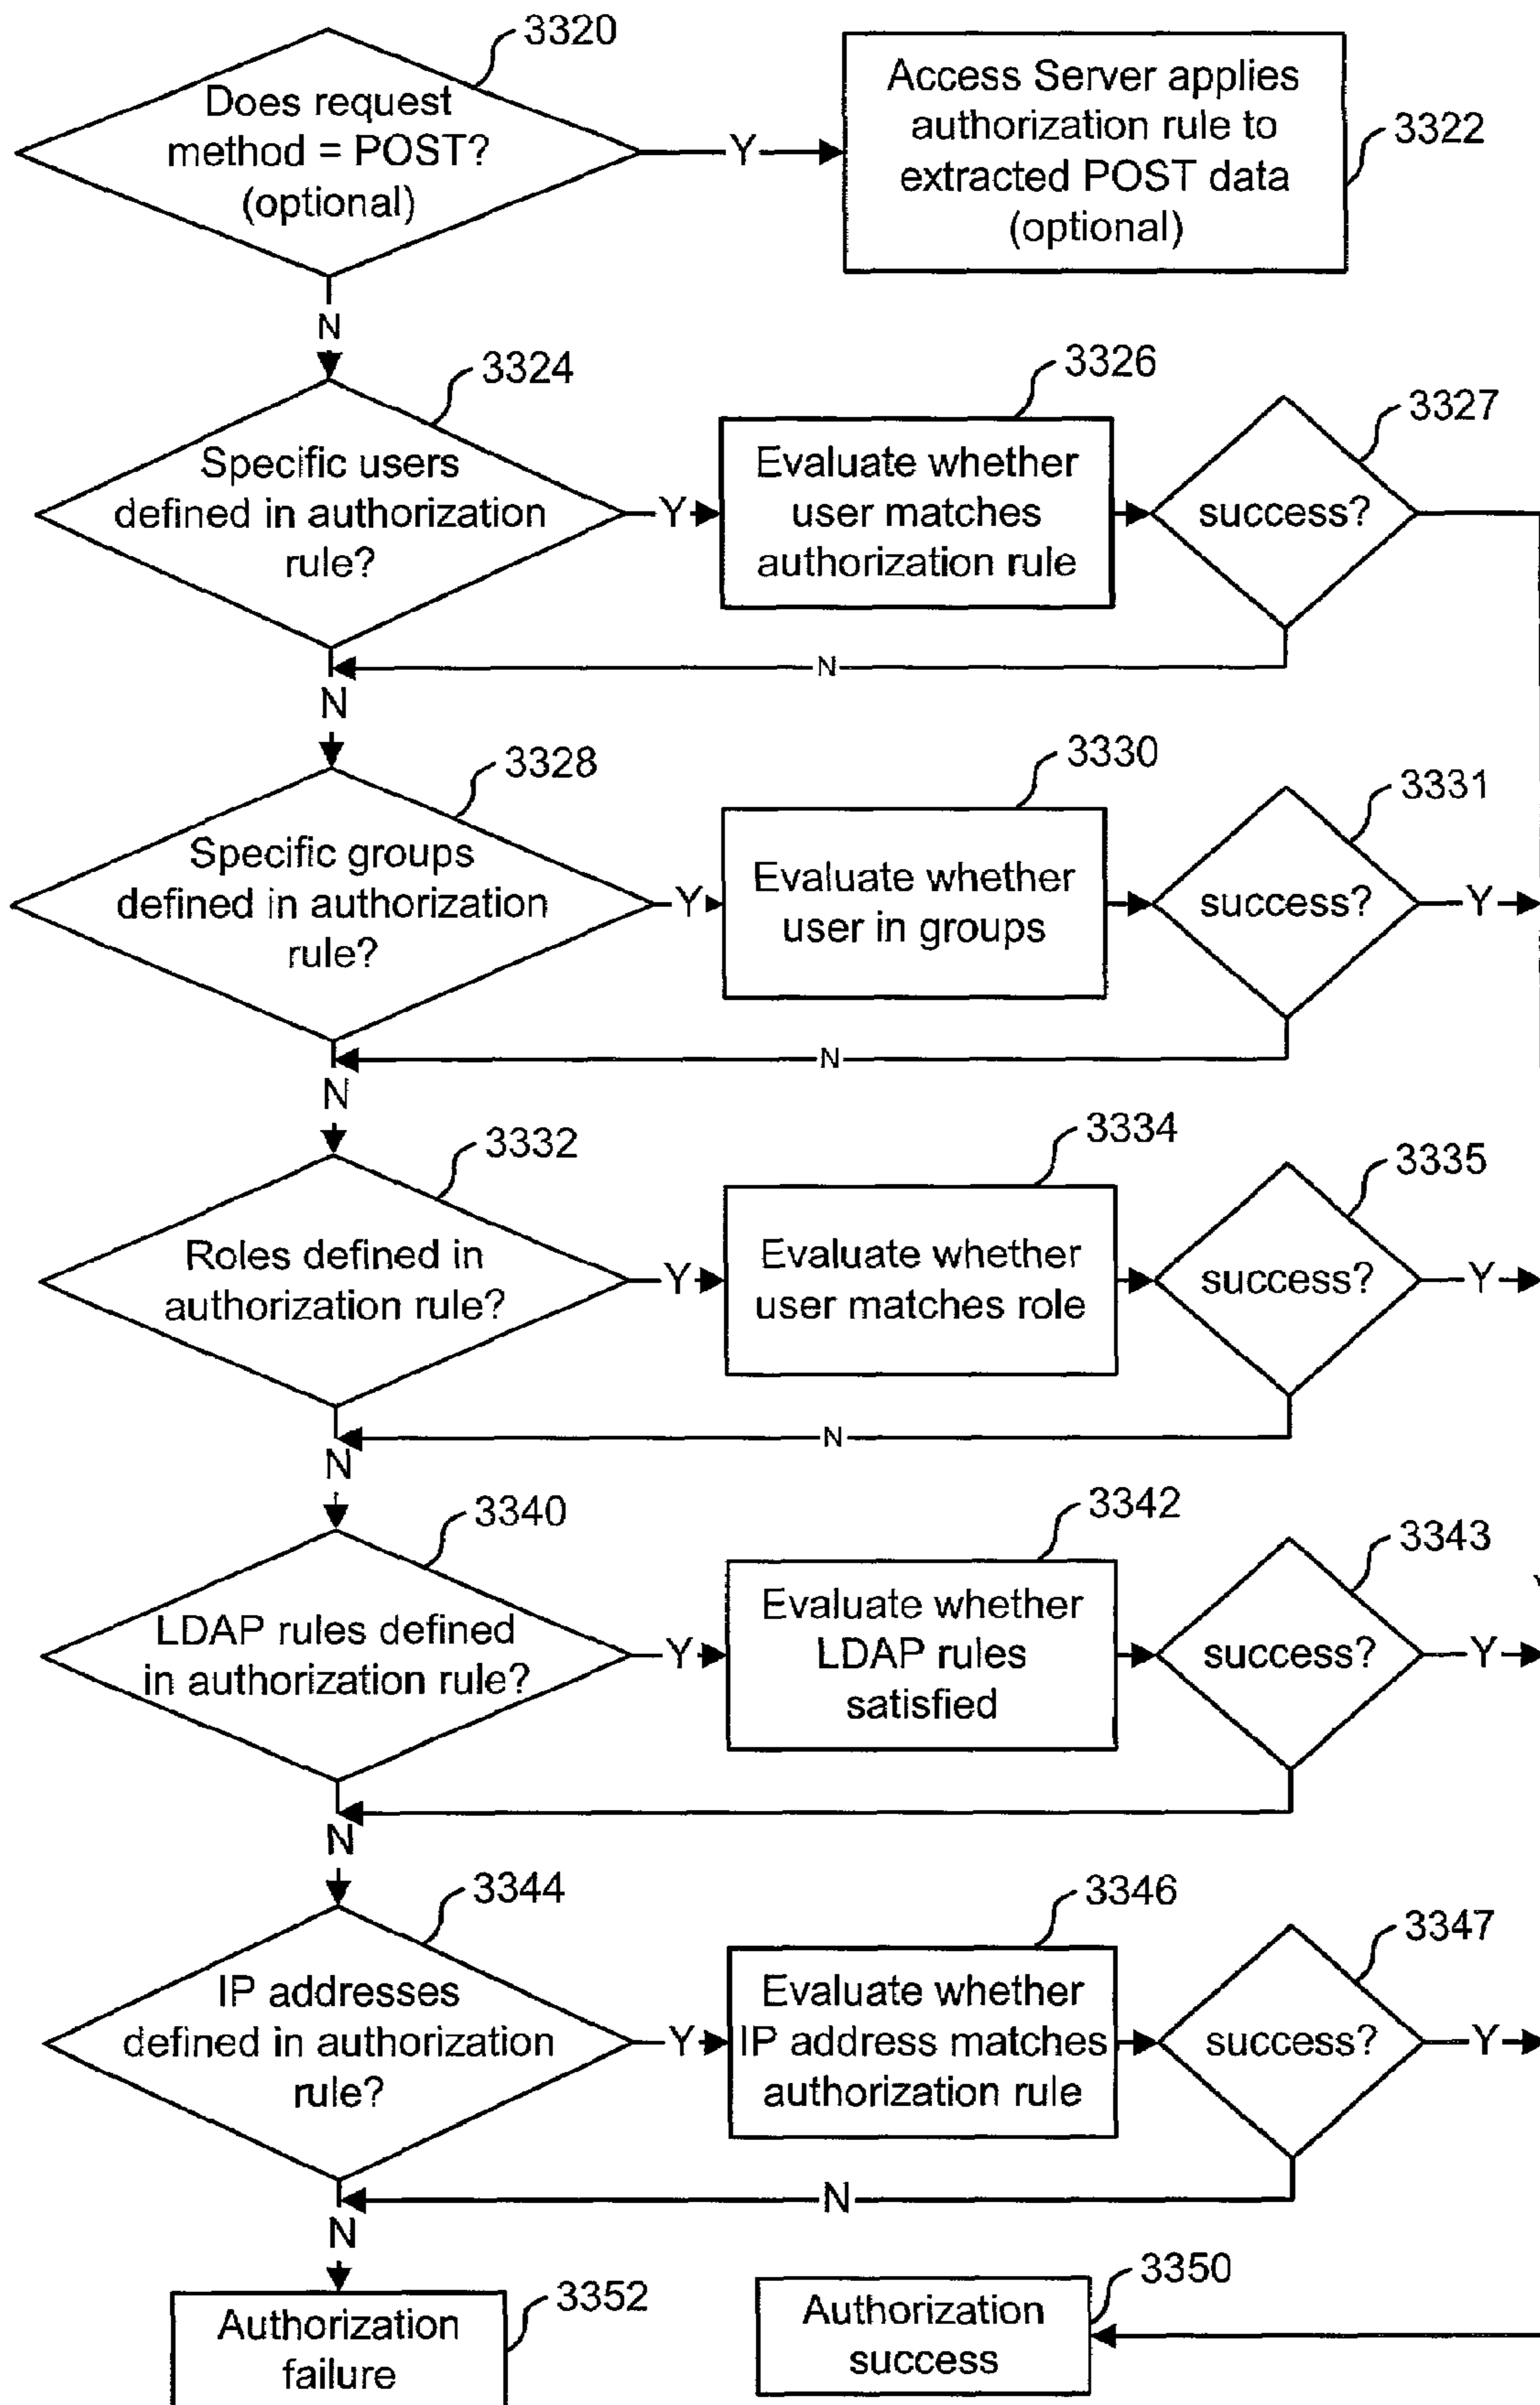 3320
Does request
method = POST?
(optional)
Y
Access Server applies
authorization rule to
extracted POST data
(optional)
3322
N
3324
Specific users
defined in authorization
rule?
Y
3326
Evaluate whether
user matches
authorization rule
3327
success?
N
N
3328
Specific groups
defined in authorization
rule?
Y
3330
Evaluate whether
user in groups
3331
success?
Y
N
N
3332
Roles defined in
authorization rule?
Y
3334
Evaluate whether
user matches role
3335
success?
Y
N
N
3340
LDAP rules defined
in authorization rule?
Y
3342
Evaluate whether
LDAP rules
satisfied
3343
success?
Y
N
3344
IP addresses
defined in authorization
rule?
Y
3346
Evaluate whether
IP address matches
authorization rule
3347
success?
Y
N
N
Authorization
failure
3352
Authorization
success
3350